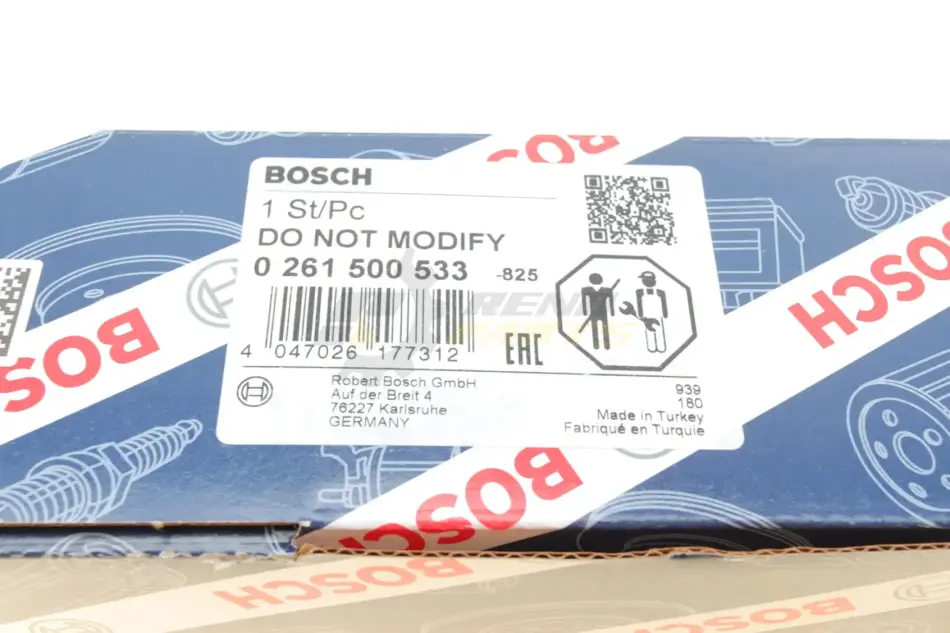 BOSCH
1 St/Pc
DO NOT MODIFY
0 261 500 533 -825
4 047026 177312
EAC
Robert Bosch GmbH
Auf der Breit 4
76227 Karlsruhe
GERMANY
939
180
Made in Turkey
Fabriqué en Turquie
BOSCH
BOSCH
BOSCH
BOSCH
BOSCH